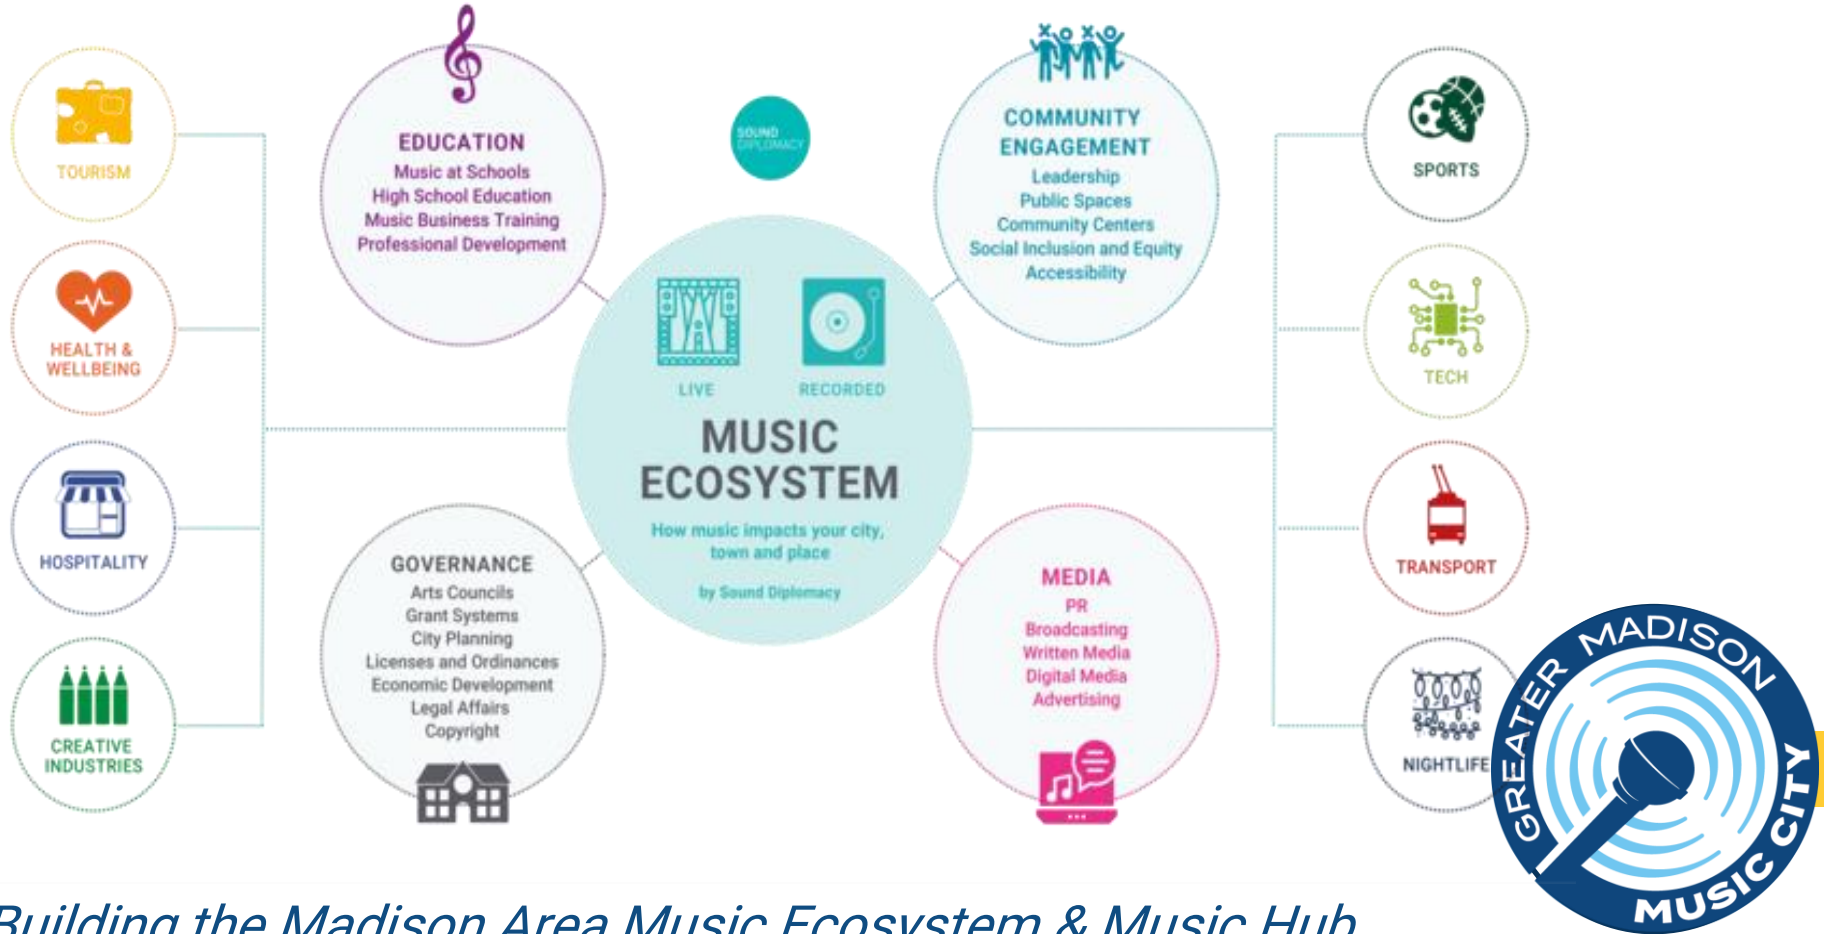 TOURISM
HEALTH &
WELLBEING
HOSPITALITY
CREATIVE
INDUSTRIES
EDUCATION
Music at Schools
High School Education
Music Business Training
Professional Development
GOVERNANCE
Arts Councils
Grant Systems
City Planning
Licenses and Ordinances
Economic Development
Legal Affairs
Copyright
SOUND
DIPLOMACY
LIVE
RECORDED
MUSIC
ECOSYSTEM
How music impacts your city,
town and place
by Sound Diplomacy
COMMUNITY
ENGAGEMENT
Leadership
Public Spaces
Community Centers
Social Inclusion and Equity
Accessibility
MEDIA
PR
Broadcasting
Written Media
Digital Media
Advertising
SPORTS
TECH
TRANSPORT
NIGHTLIFE
GREATER MADISON
MUSIC CITY
Building the Madison Area Music Ecosystem & Music Hub